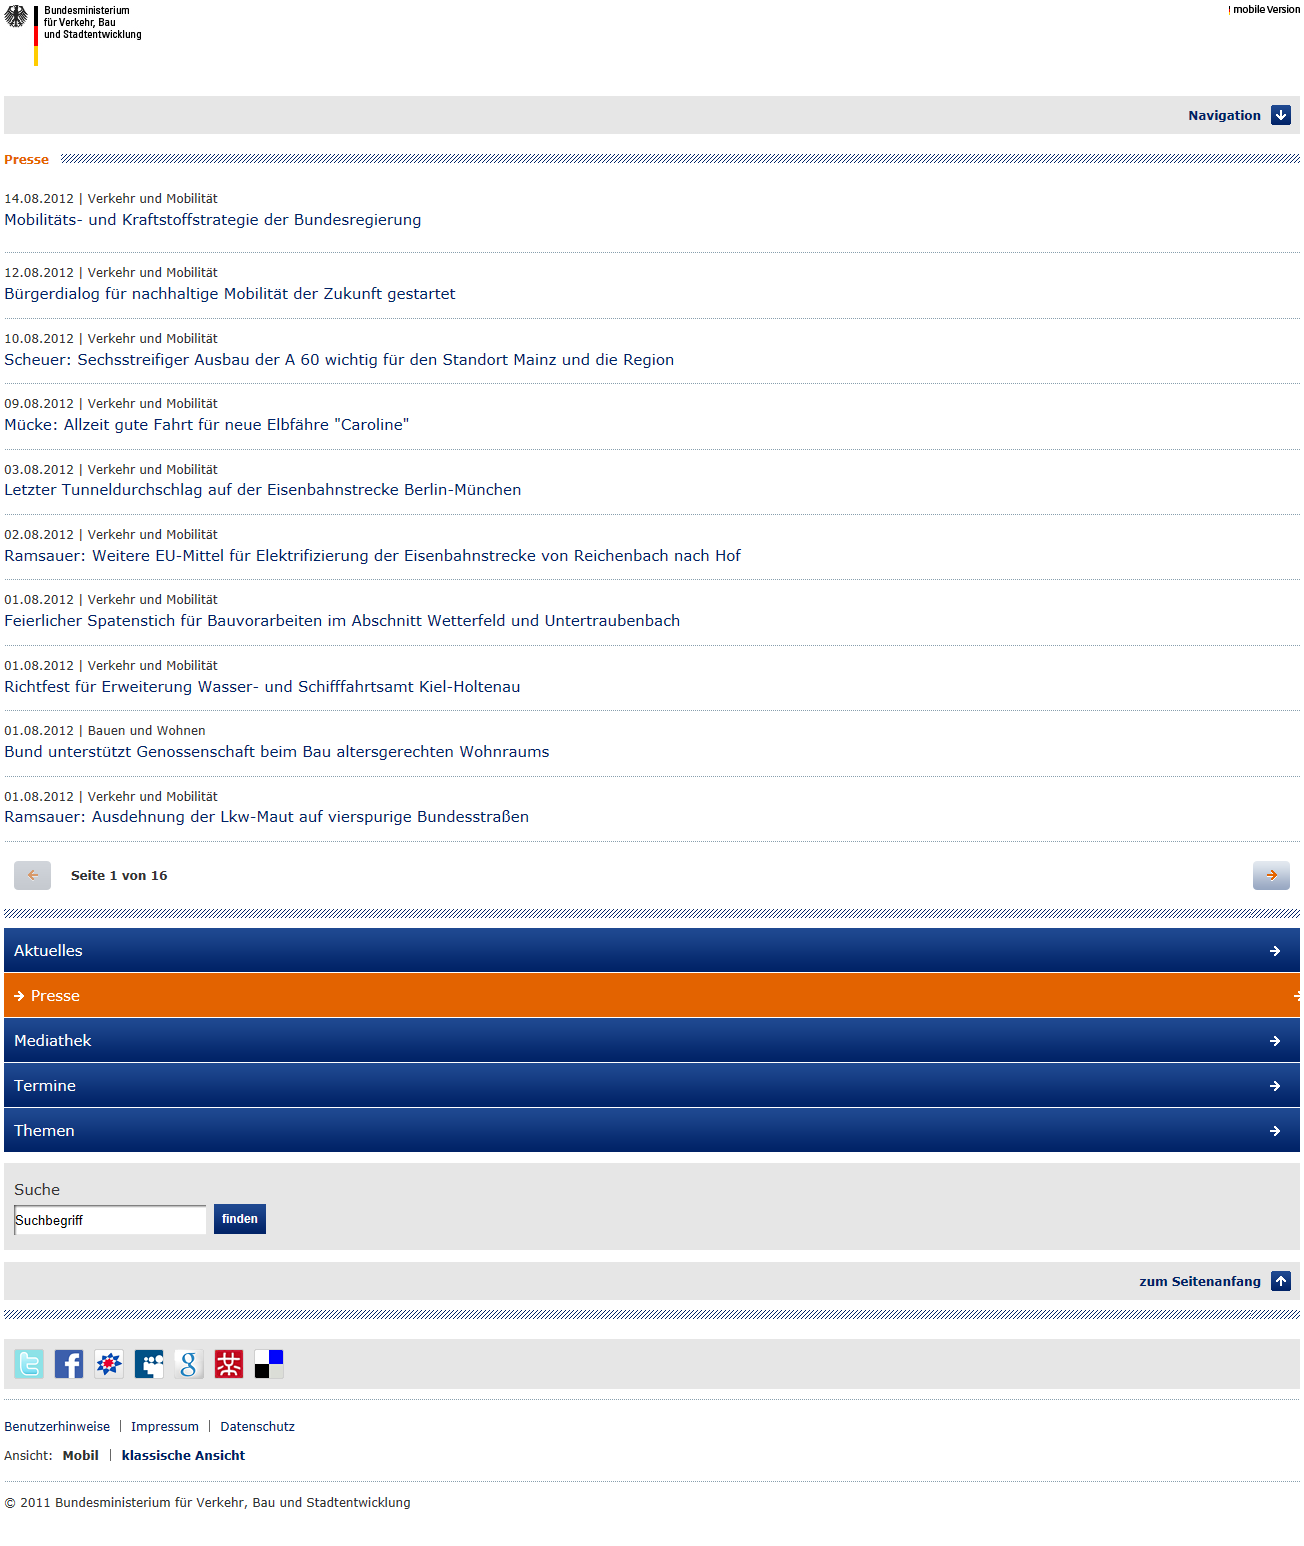 Bundesministerium
für Verkehr, Bau
und Stadtentwicklung
| mobile Version
Navigation
Presse
14.08.2012 | Verkehr und Mobilität
Mobilitäts- und Kraftstoffstrategie der Bundesregierung
12.08.2012 | Verkehr und Mobilität
Bürgerdialog für nachhaltige Mobilität der Zukunft gestartet
10.08.2012 | Verkehr und Mobilität
Scheuer: Sechsstreifiger Ausbau der A 60 wichtig für den Standort Mainz und die Region
09.08.2012 | Verkehr und Mobilität
Mücke: Allzeit gute Fahrt für neue Elbfähre "Caroline"
03.08.2012 | Verkehr und Mobilität
Letzter Tunneldurchschlag auf der Eisenbahnstrecke Berlin-München
02.08.2012 | Verkehr und Mobilität
Ramsauer: Weitere EU-Mittel für Elektrifizierung der Eisenbahnstrecke von Reichenbach nach Hof
01.08.2012 | Verkehr und Mobilität
Feierlicher Spatenstich für Bauvorarbeiten im Abschnitt Wetterfeld und Untertraubenbach
01.08.2012 | Verkehr und Mobilität
Richtfest für Erweiterung Wasser- und Schifffahrtsamt Kiel-Holtenau
01.08.2012 | Bauen und Wohnen
Bund unterstützt Genossenschaft beim Bau altersgerechten Wohnraums
01.08.2012 | Verkehr und Mobilität
Ramsauer: Ausdehnung der Lkw-Maut auf vierspurige Bundesstraßen
Seite 1 von 16
Aktuelles
Presse
Mediathek
Termine
Themen
Suche
Suchbegriff finden
zum Seitenanfang
Benutzerhinweise | Impressum | Datenschutz
Ansicht: Mobil | klassische Ansicht
© 2011 Bundesministerium für Verkehr, Bau und Stadtentwicklung